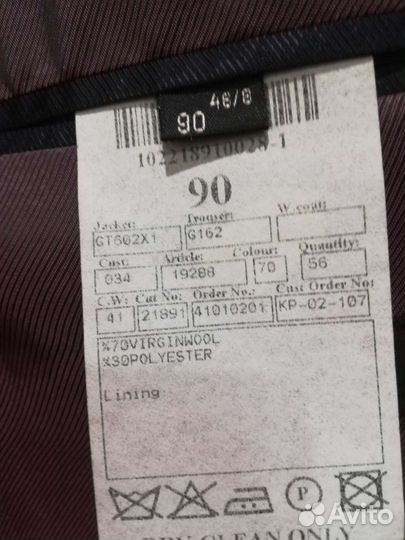 46/6
90
102218910028-1
90
Jacket: Trouser: W.coat:
GT602X1 G162
Cust: Article: Colour: Quantity:
034 19288 70 56
C.W: Cut No: Order No.: Cust Order No:
41 21891 41010201 KP-02-107
%70VIRGINWOOL
%30POLYESTER
Lining:
P
DRY CLEAN ONLY
Avito